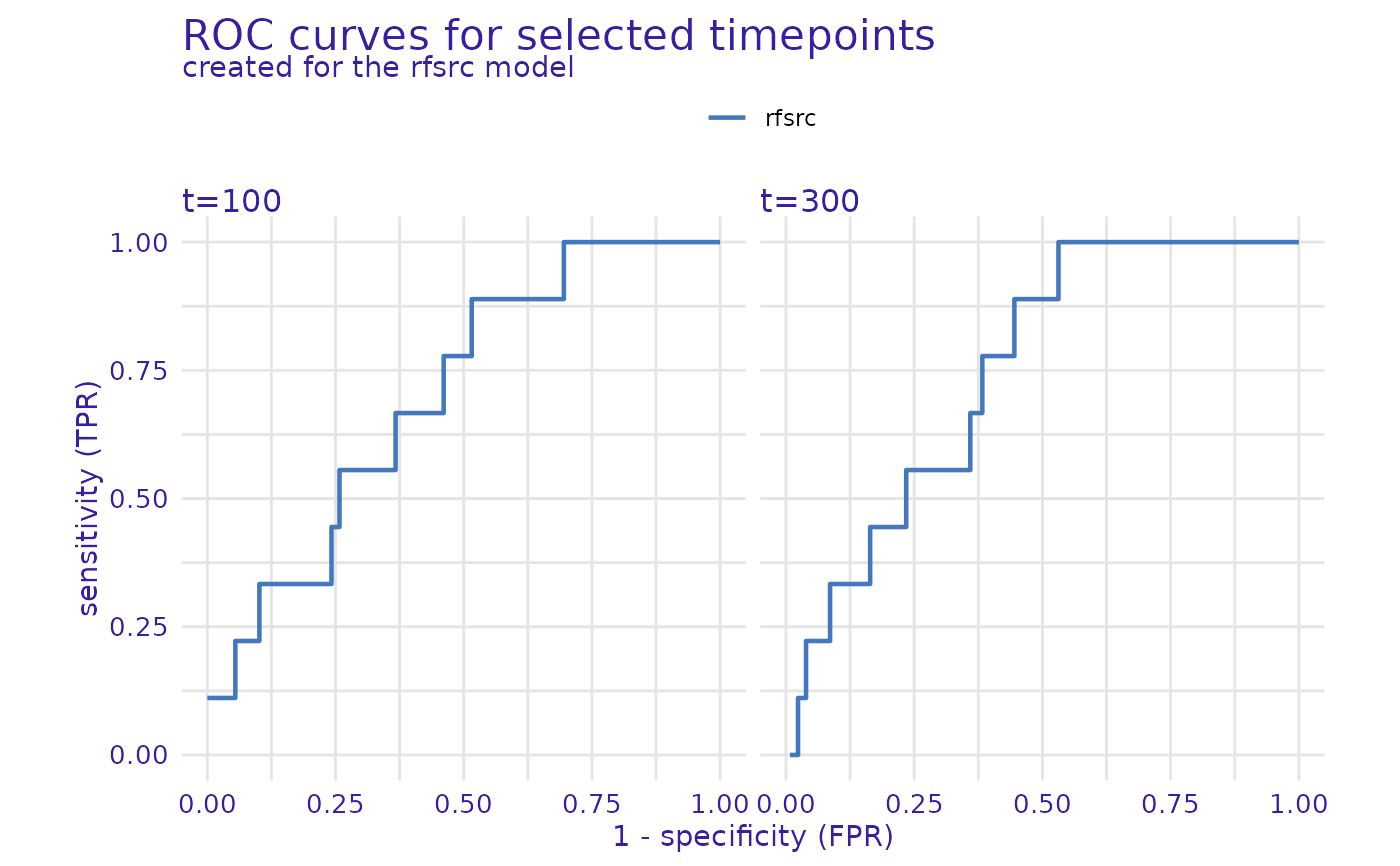 ROC curves for selected timepoints
created for the rfsrc model
rfsrc
t=100
t=300
sensitivity (TPR)
1.00
0.75
0.50
0.25
0.00
0.00 0.25 0.50 0.75 1.00
0.00 0.25 0.50 0.75 1.00
1 - specificity (FPR)